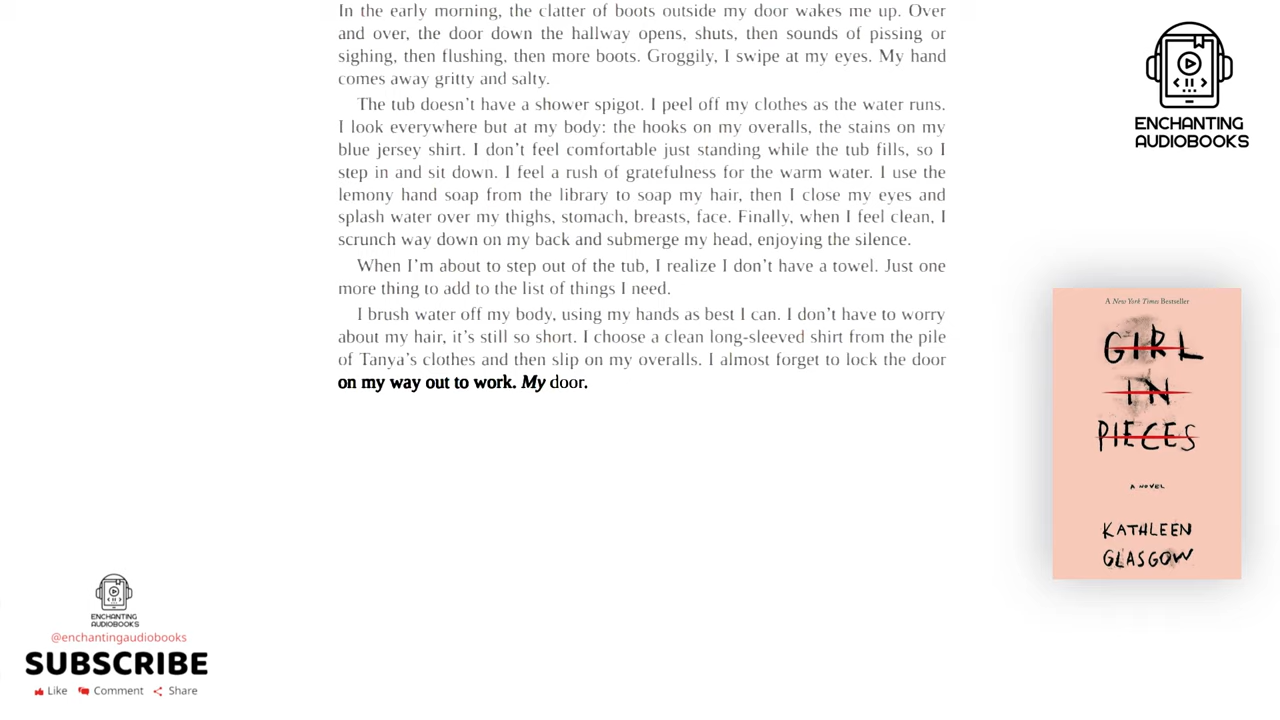 In the early morning, the clatter of boots outside my door wakes me up. Over
and over, the door down the hallway opens, shuts, then sounds of pissing or
sighing, then flushing, then more boots. Groggily, I swipe at my eyes. My hand
comes away gritty and salty.
The tub doesn’t have a shower spigot. I peel off my clothes as the water runs.
I look everywhere but at my body: the hooks on my overalls, the stains on my
blue jersey shirt. I don’t feel comfortable just standing while the tub fills, so I
step in and sit down. I feel a rush of gratefulness for the warm water. I use the
lemony hand soap from the library to soap my hair, then I close my eyes and
splash water over my thighs, stomach, breasts, face. Finally, when I feel clean, I
scrunch way down on my back and submerge my head, enjoying the silence.
When I’m about to step out of the tub, I realize I don’t have a towel. Just one
more thing to add to the list of things I need.
I brush water off my body, using my hands as best I can. I don’t have to worry
about my hair, it’s still so short. I choose a clean long-sleeved shirt from the pile
of Tanya’s clothes and then slip on my overalls. I almost forget to lock the door
on my way out to work. My door.
ENCHANTING
AUDIOBOOKS
A New York Times Bestseller
GIRL
IN
PIECES
A NOVEL
KATHLEEN
GLASGOW
ENCHANTING
AUDIOBOOKS
@enchantingaudiobooks
SUBSCRIBE
Like Comment Share